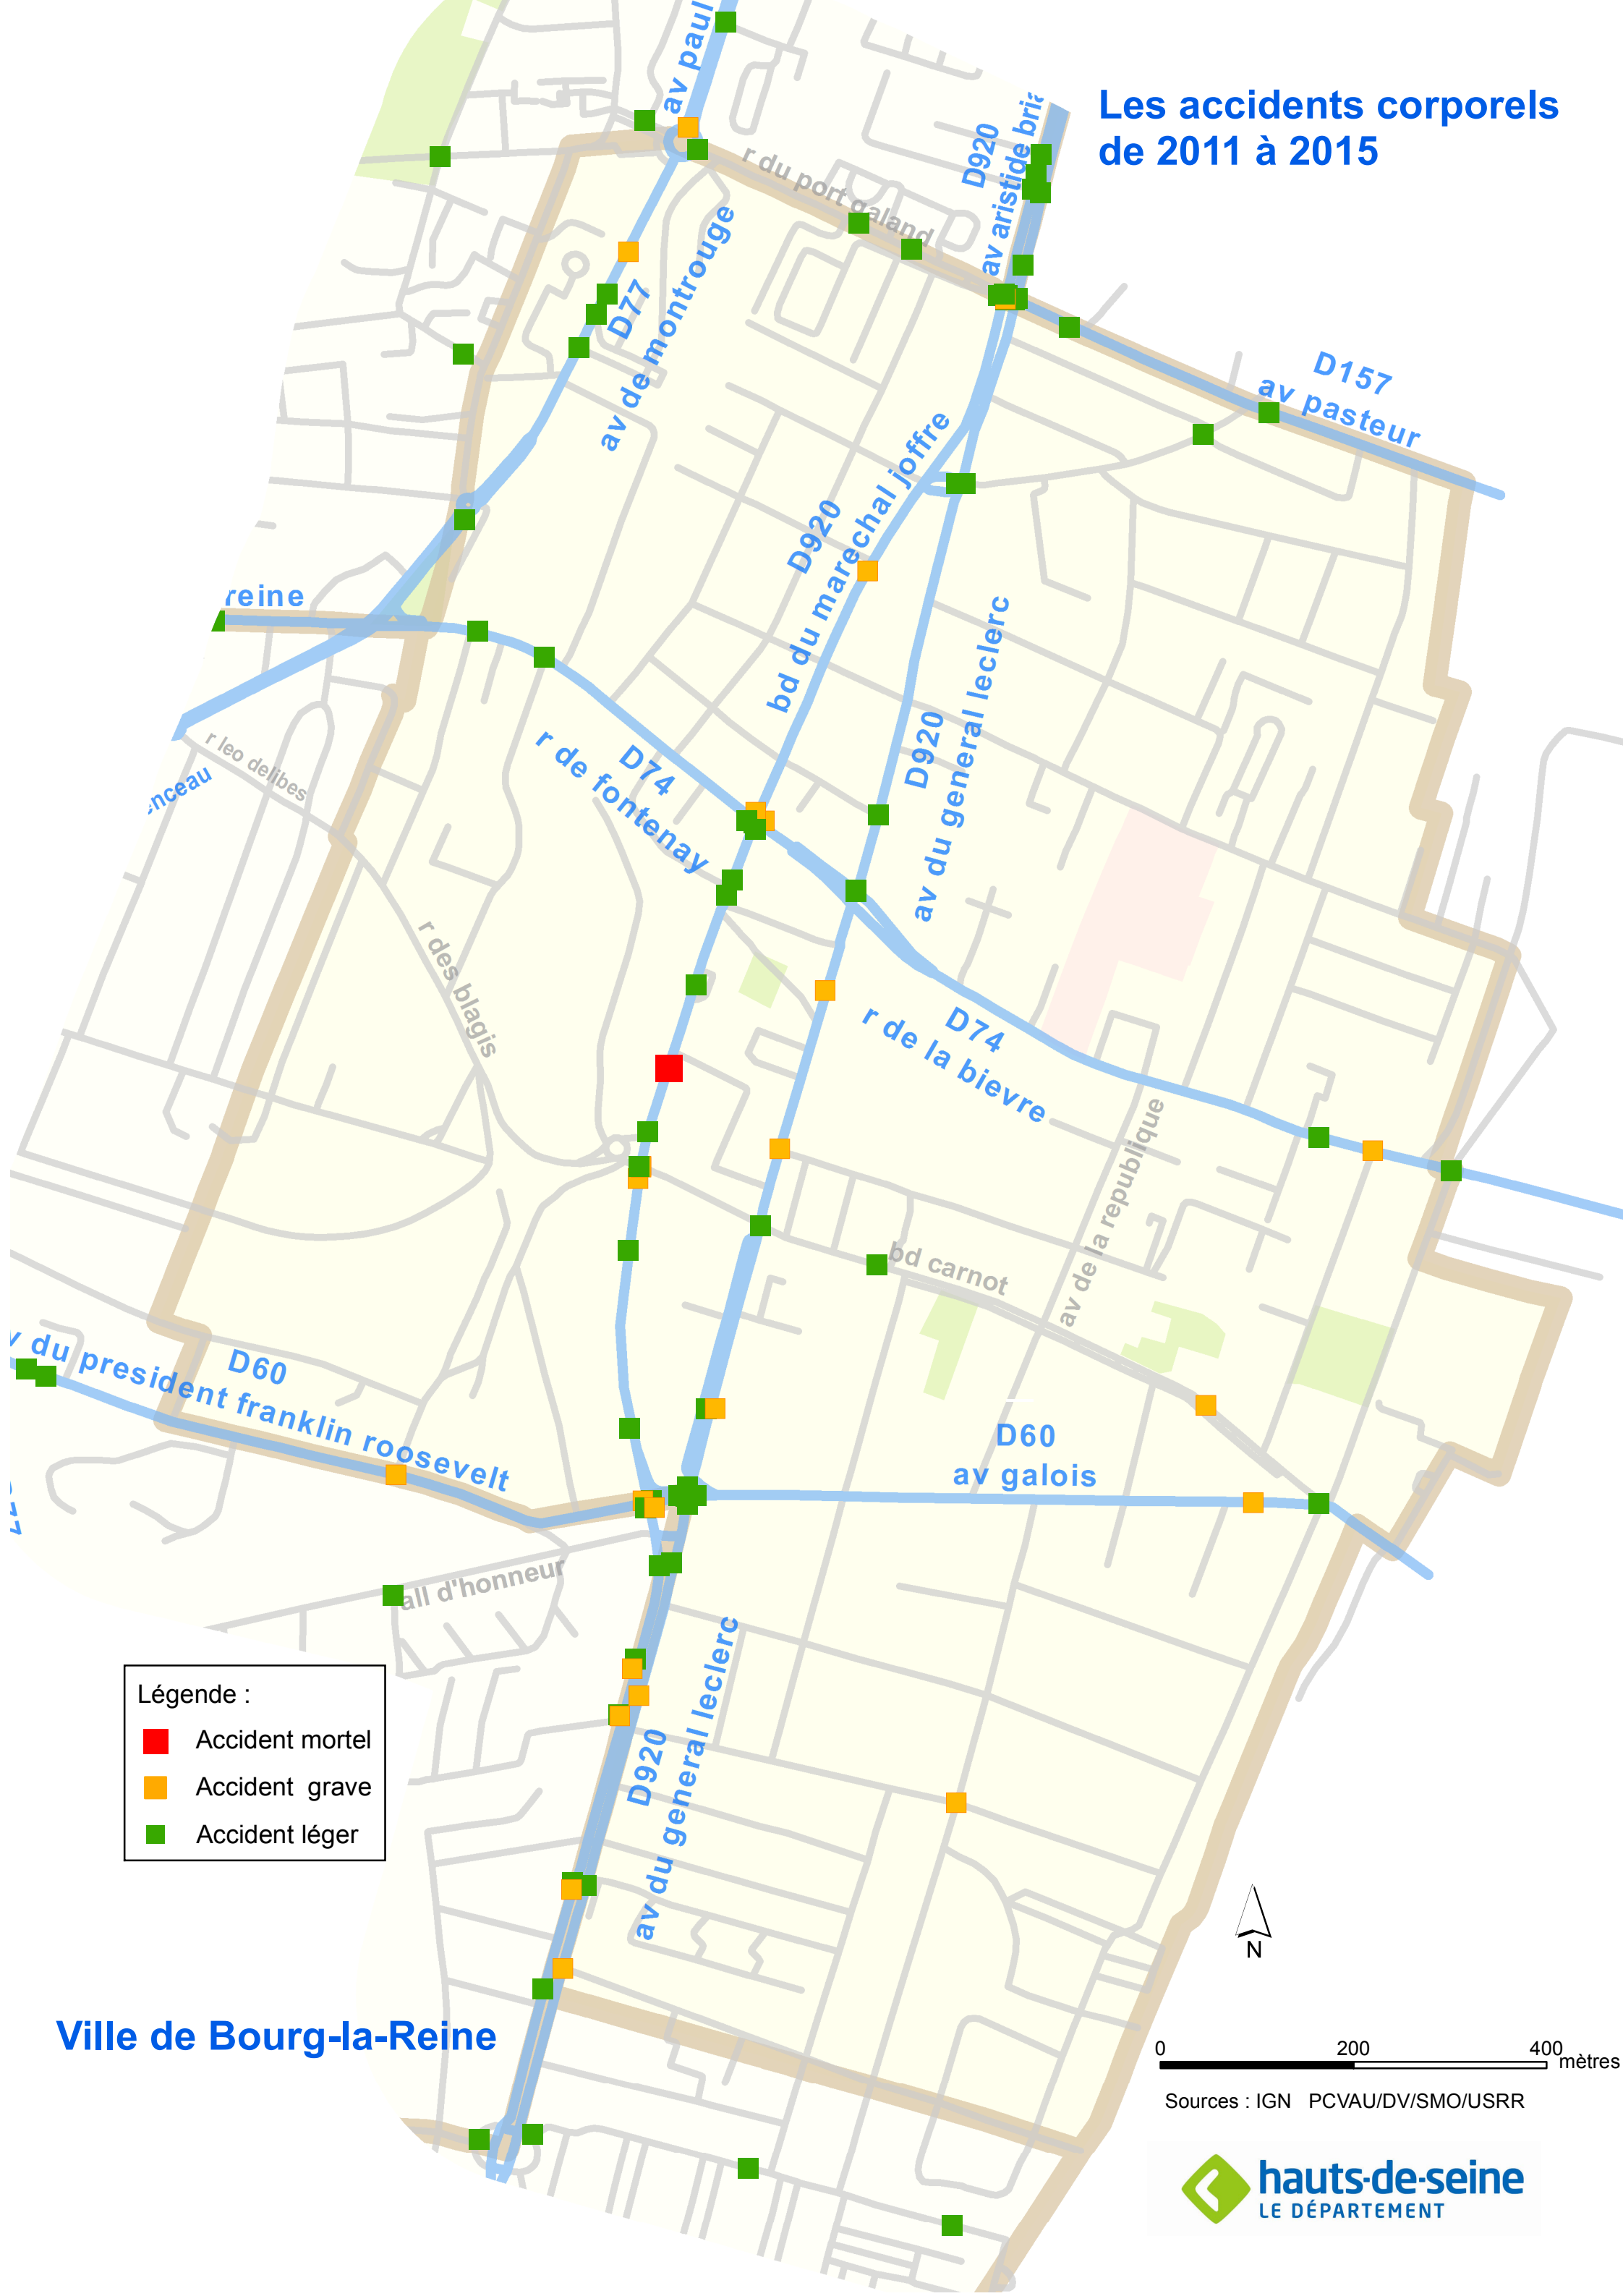 Les accidents corporels
de 2011 à 2015
av paul
D920
av aristide bria
r du port galand
D77
av de montrouge
D157
av pasteur
D920
bd du marechal joffre
reine
D920
av du general leclerc
r leo delibes
enceau
D74
r de fontenay
r des blagis
D74
r de la bievre
av de la republique
bd carnot
D60
v du president franklin roosevelt
D60
av galois
all d'honneur
D920
av du general leclerc
Légende :
Accident mortel
Accident grave
Accident léger
N
Ville de Bourg-la-Reine
0 200 400 mètres
Sources : IGN PCVAU/DV/SMO/USRR
hauts-de-seine
LE DÉPARTEMENT